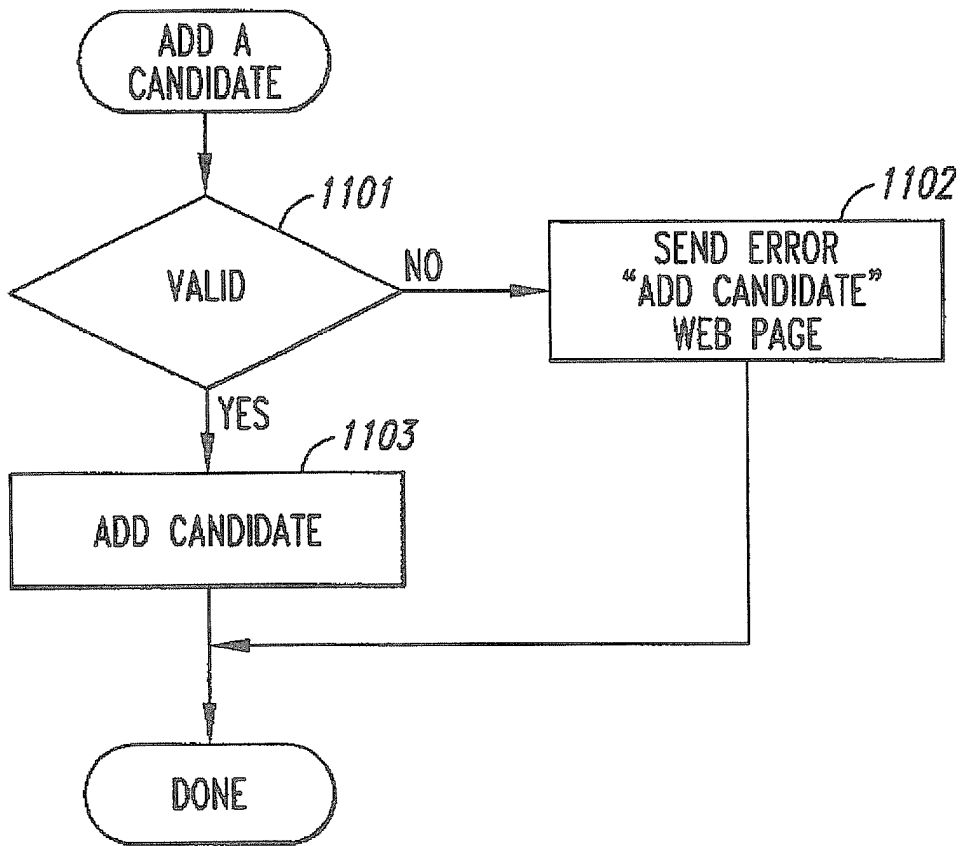 ADD A
CANDIDATE
1101
VALID
NO
1102
SEND ERROR
“ADD CANDIDATE”
WEB PAGE
YES
1103
ADD CANDIDATE
DONE